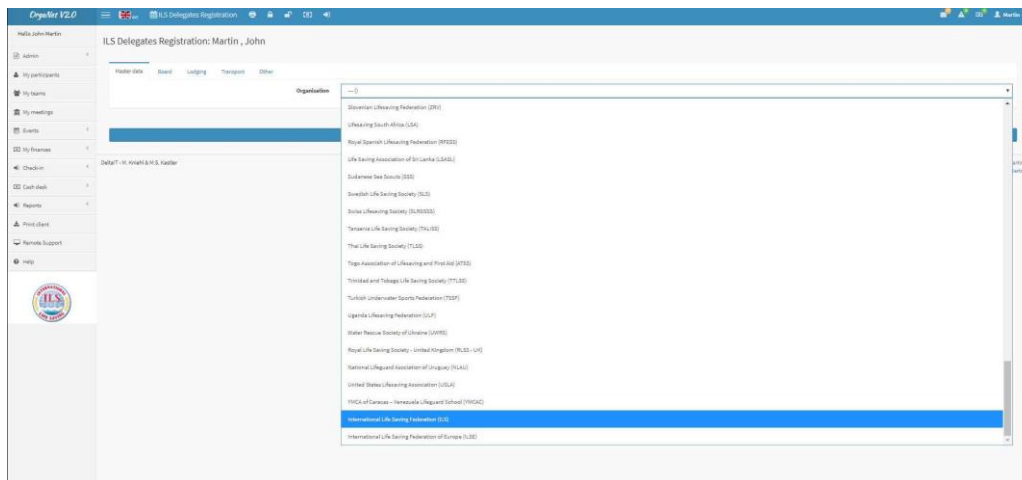 OrgaNet V2.0
ILS Delegates Registration
Martin
Hello John Martin
ILS Delegates Registration: Martin , John
Admin
My participants
My teams
My meetings
Events
My finances
Check-in
Cash desk
Reports
Print client
Remote Support
Help
Master data Board Lodging Transport Other
Organisation
--- ()
Slovenian Lifesaving Federation (ZRV)
Lifesaving South Africa (LSA)
Royal Spanish Lifesaving Federation (RFESS)
Life Saving Association of Sri Lanka (LSASL)
Sudanese Sea Scouts (SSS)
Swedish Life Saving Society (SLS)
Swiss Lifesaving Society (SLRGSSS)
Tanzania Life Saving Society (TALISS)
Thai Life Saving Society (TLSS)
Togo Association of Lifesaving and First Aid (ATSS)
Trinidad and Tobago Life Saving Society (TTLSS)
Turkish Underwater Sports Federation (TSSF)
Uganda Lifesaving Federation (ULF)
Water Rescue Society of Ukraine (UWRS)
Royal Life Saving Society - United Kingdom (RLSS - UK)
National Lifeguard Association of Uruguay (NLAU)
United States Lifesaving Association (USLA)
YMCA of Caracas – Venezuela Lifeguard School (YMCAC)
International Life Saving Federation (ILS)
International Life Saving Federation of Europe (ILSE)
DeltaIT - M. Kniehl & M.S. Kastler
ILS